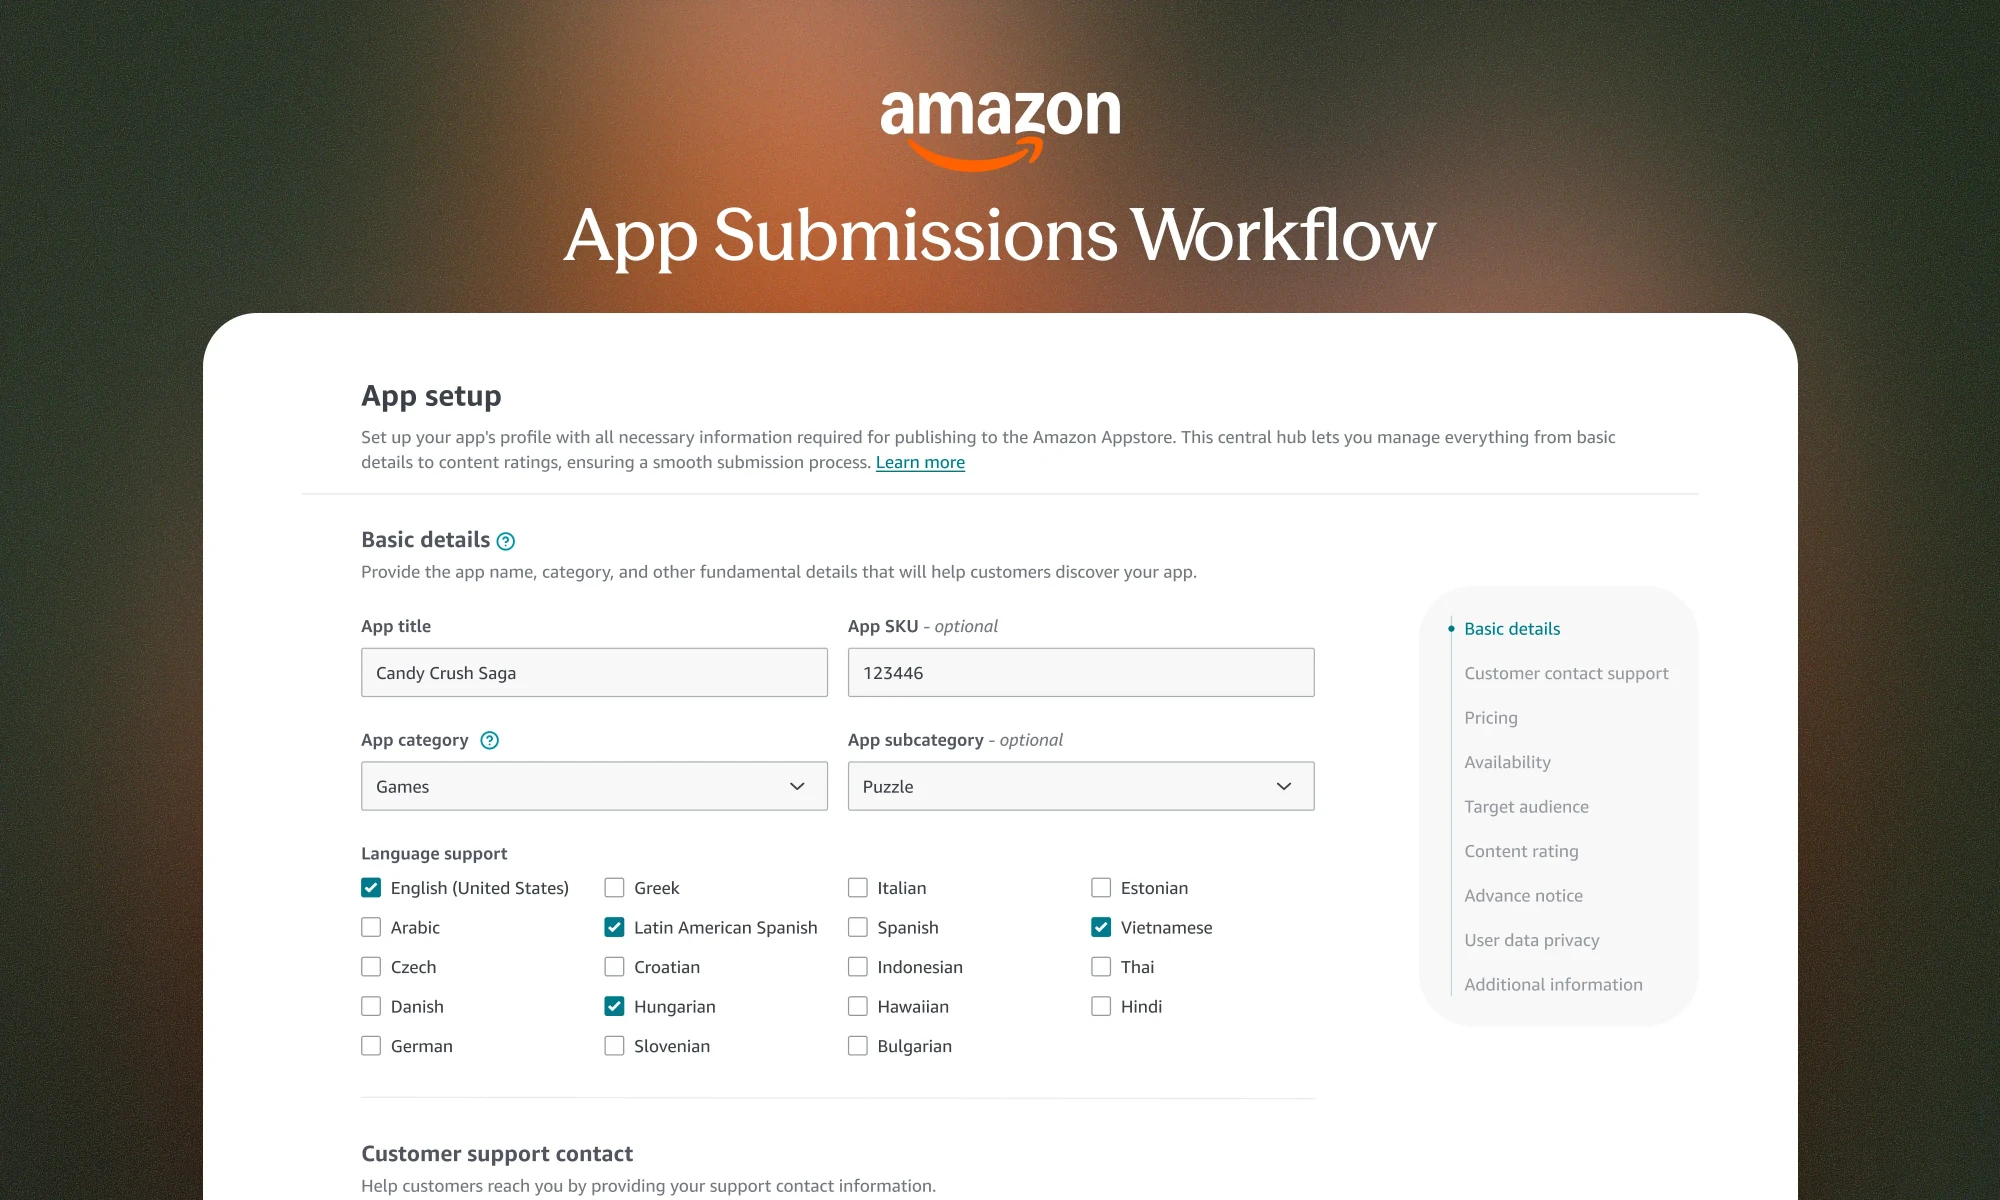 amazon
App Submissions Workflow
App setup
Set up your app's profile with all necessary information required for publishing to the Amazon Appstore. This central hub lets you manage everything from basic
details to content ratings, ensuring a smooth submission process. Learn more
Basic details
Provide the app name, category, and other fundamental details that will help customers discover your app.
App title
Candy Crush Saga
App SKU - optional
123446
App category
Games
App subcategory - optional
Puzzle
Language support
English (United States)
Greek
Italian
Estonian
Arabic
Latin American Spanish
Spanish
Vietnamese
Czech
Croatian
Indonesian
Thai
Danish
Hungarian
Hawaiian
Hindi
German
Slovenian
Bulgarian
Customer support contact
Help customers reach you by providing your support contact information.
Basic details
Customer contact support
Pricing
Availability
Target audience
Content rating
Advance notice
User data privacy
Additional information